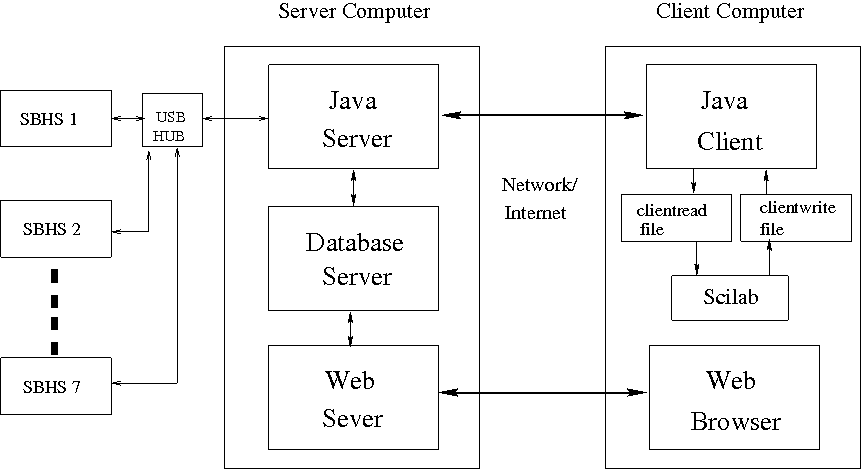 Server Computer
Client Computer
SBHS 1
USB
HUB
Java
Server
Java
Client
SBHS 2
Network/
Internet
clientread
file
clientwrite
file
Database
Server
Scilab
SBHS 7
Web
Sever
Web
Browser